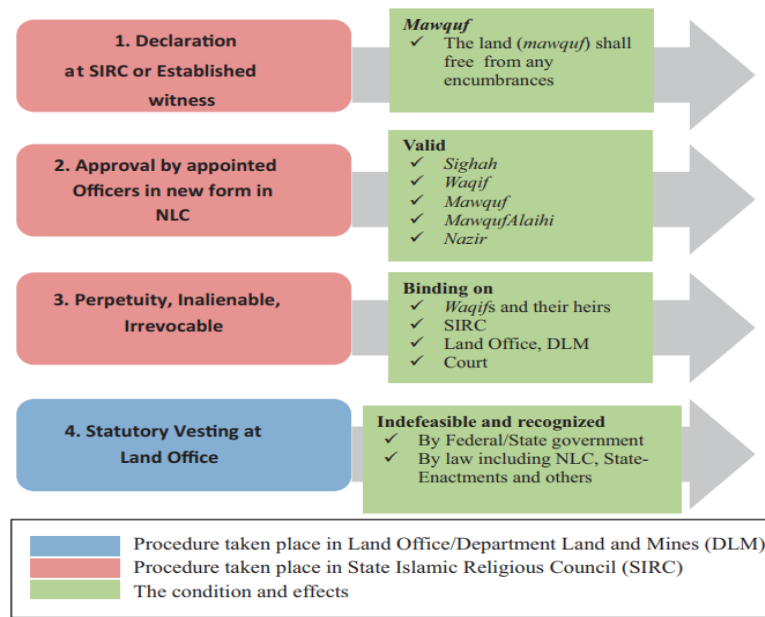 1. Declaration
at SIRC or Established
witness
Mawquf
✓ The land (mawquf) shall
free from any
encumbrances
2. Approval by appointed
Officers in new form in
NLC
Valid
✓ Sighah
✓ Waqif
✓ Mawquf
✓ MawqufAlaihi
✓ Nazir
3. Perpetuity, Inalienable,
Irrevocable
Binding on
✓ Waqifs and their heirs
✓ SIRC
✓ Land Office, DLM
✓ Court
4. Statutory Vesting at
Land Office
Indefeasible and recognized
✓ By Federal/State government
✓ By law including NLC, State-
Enactments and others
Procedure taken place in Land Office/Department Land and Mines (DLM)
Procedure taken place in State Islamic Religious Council (SIRC)
The condition and effects